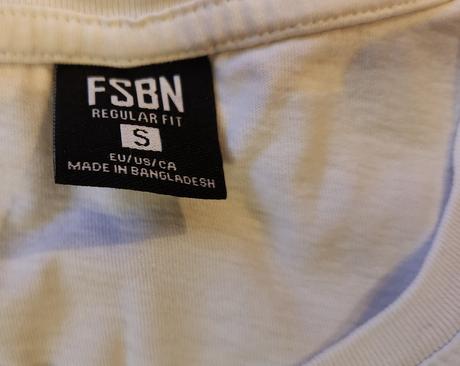 FSBN
REGULAR FIT
S
EU/US/CA
MADE IN BANGLADESH